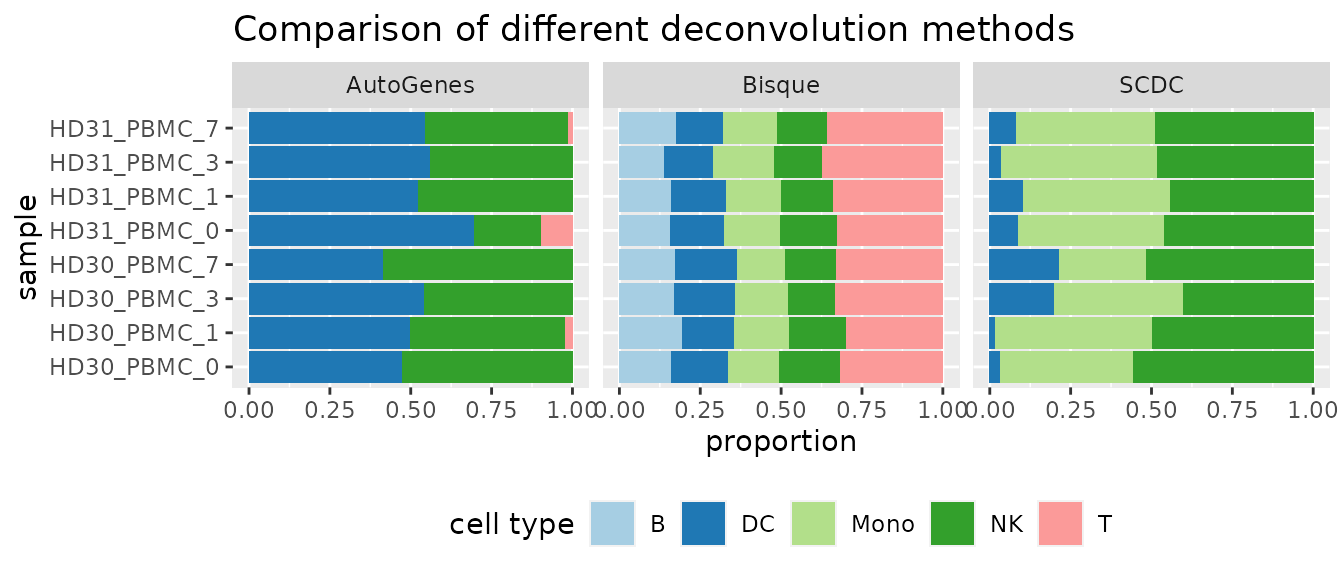 Comparison of different deconvolution methods
AutoGenes Bisque SCDC
sample
HD31_PBMC_7
HD31_PBMC_3
HD31_PBMC_1
HD31_PBMC_0
HD30_PBMC_7
HD30_PBMC_3
HD30_PBMC_1
HD30_PBMC_0
0.00 0.25 0.50 0.75 1.00 0.00 0.25 0.50 0.75 1.00 0.00 0.25 0.50 0.75 1.00
proportion
cell type B DC Mono NK T